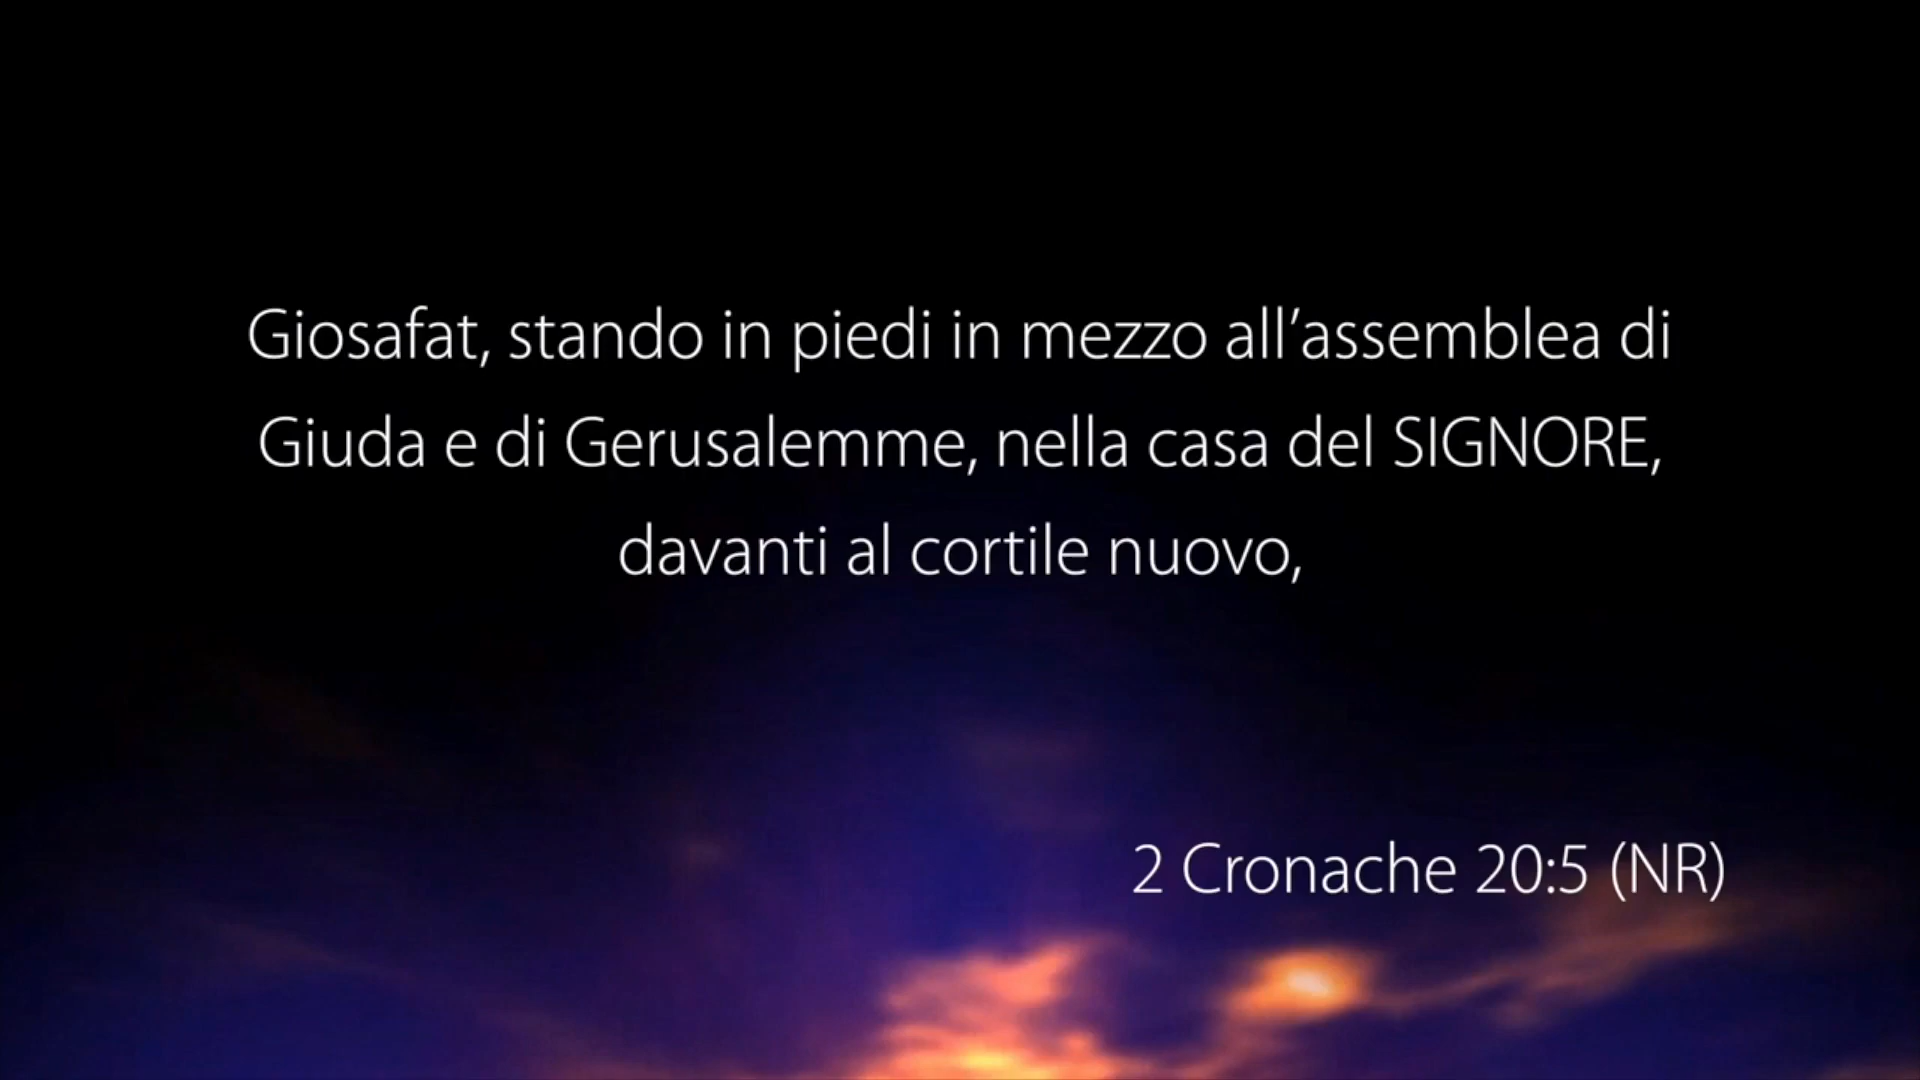 Giosafat, stando in piedi in mezzo all’assemblea di
Giuda e di Gerusalemme, nella casa del SIGNORE,
davanti al cortile nuovo,
2 Cronache 20:5 (NR)